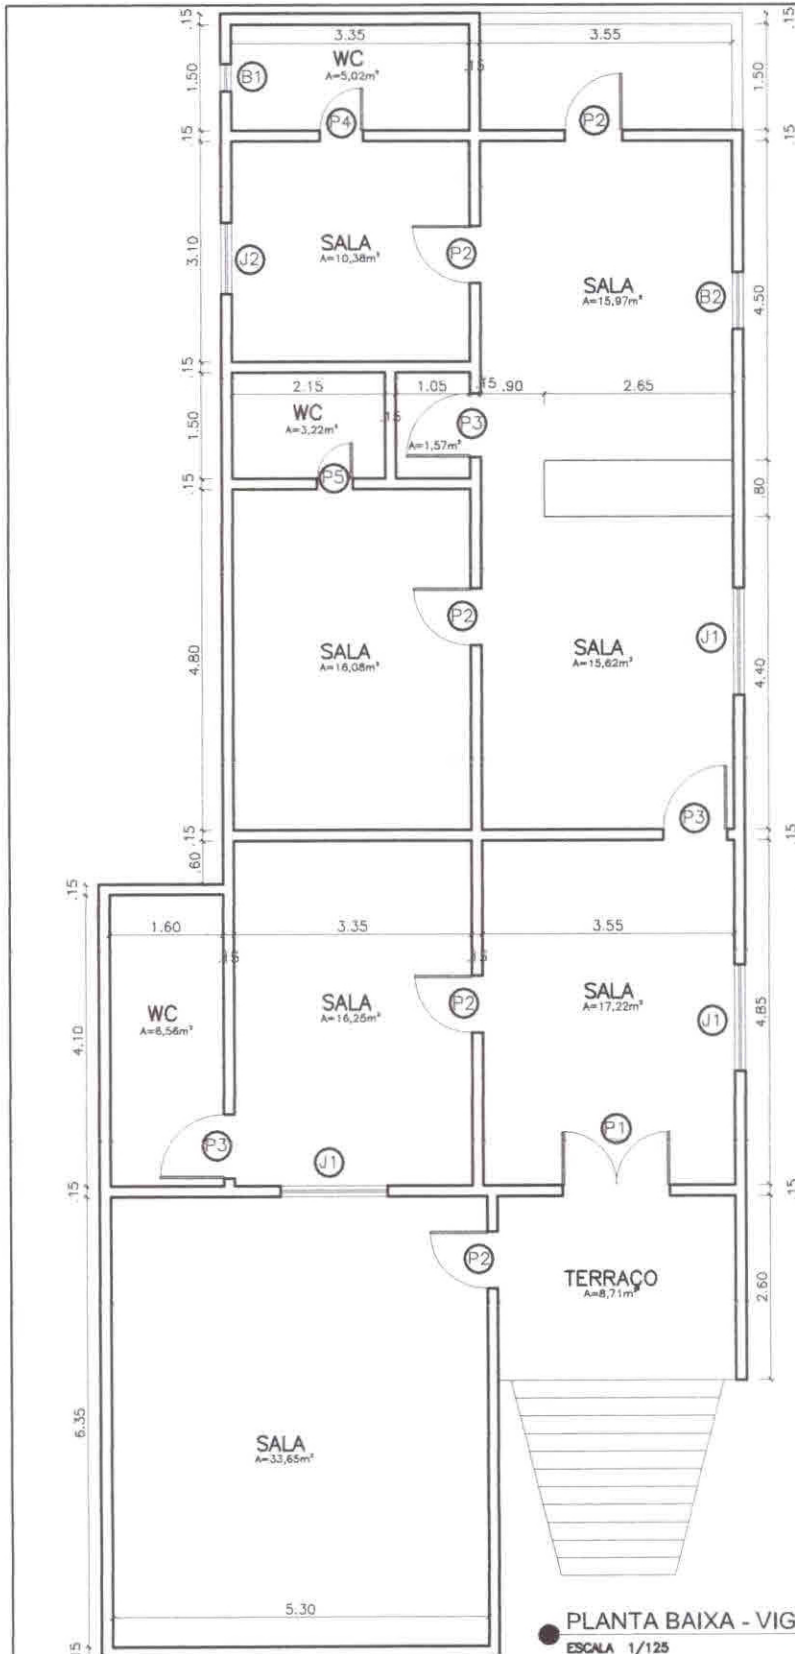 .15
3.35
3.55
WC
A=5,02m²
B1
.15
1.50
1.50
P4
P2
.15
.15
SALA
A=10,38m²
J2
P2
3.10
SALA
A=15,97m²
B2
4.50
.15
2.15
1.05
.15
.90
2.65
WC
A=3,22m²
.15
P3
A=1,57m²
1.50
P5
.15
.80
SALA
A=16,08m²
P2
4.80
SALA
A=15,62m²
J1
4.40
P3
.15
.15
.60
.15
1.60
3.35
3.55
.15
.15
WC
A=6,56m²
SALA
A=16,26m²
P2
SALA
A=17,22m²
J1
4.10
4.85
P3
J1
P1
.15
.15
P2
TERRAÇO
A=8,71m²
2.60
6.35
SALA
A=33,65m²
5.30
PLANTA BAIXA - VIG
ESCALA 1/125